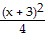 (x + 3)²
4